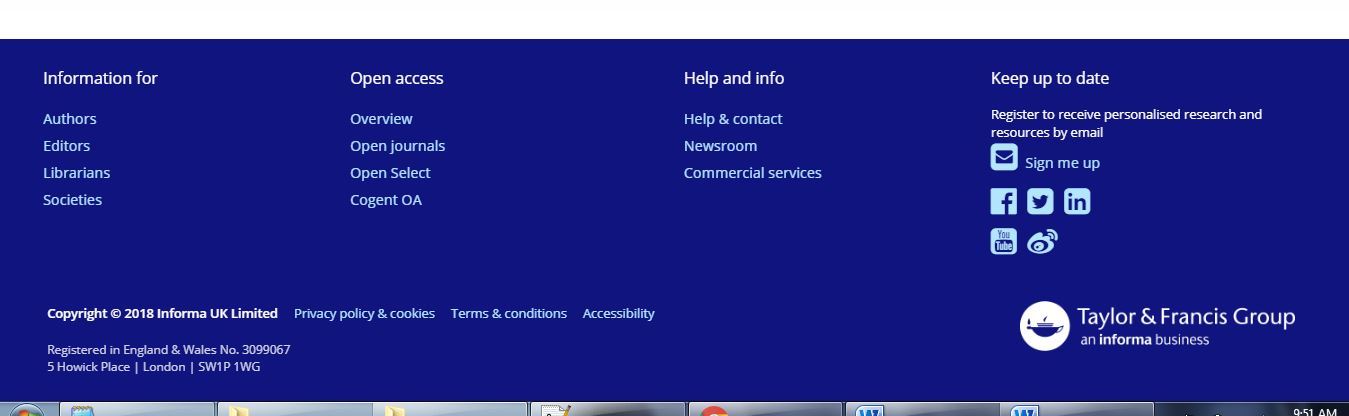 Information for
Authors
Editors
Librarians
Societies
Open access
Overview
Open journals
Open Select
Cogent OA
Help and info
Help & contact
Newsroom
Commercial services
Keep up to date
Register to receive personalised research and
resources by email
Sign me up
You
Tube
Copyright © 2018 Informa UK Limited Privacy policy & cookies Terms & conditions Accessibility
Registered in England & Wales No. 3099067
5 Howick Place | London | SW1P 1WG
Taylor & Francis Group
an informa business
9:51 AM